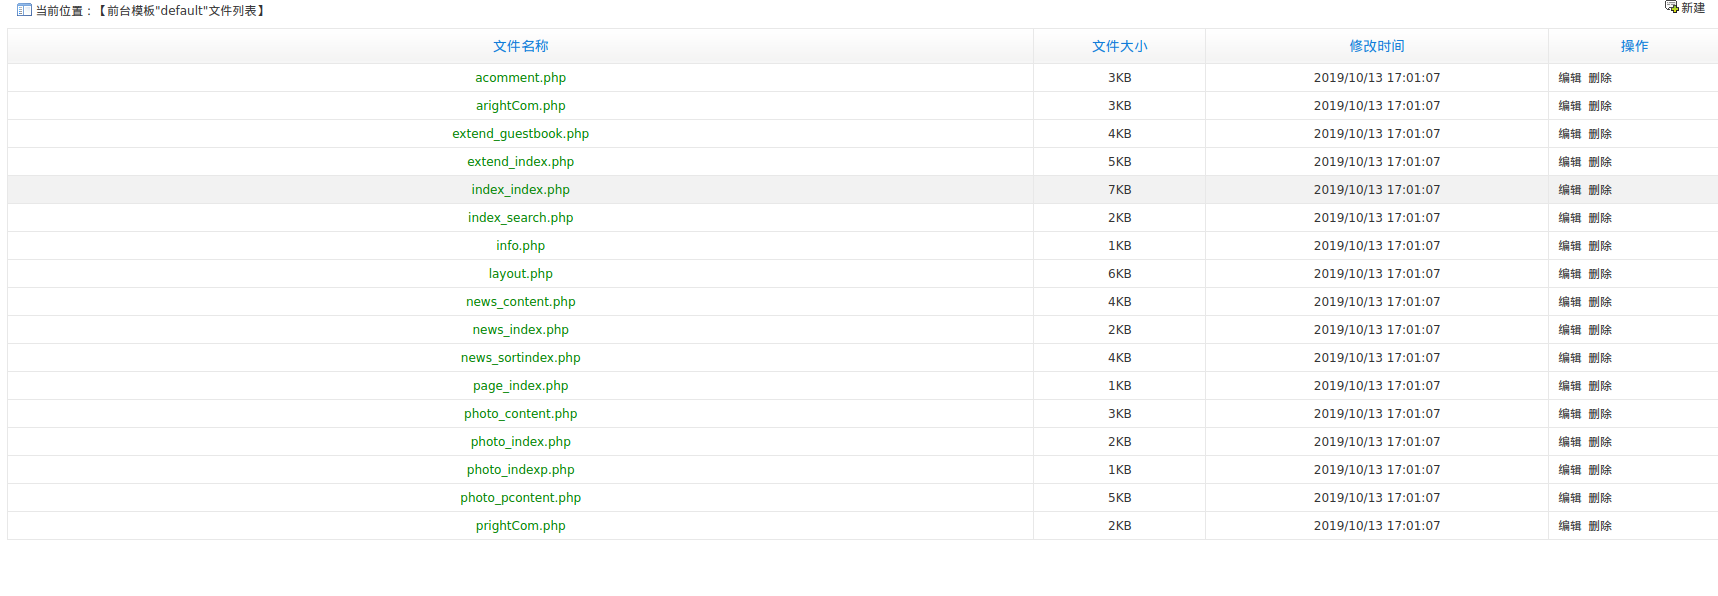 当前位置：【前台模板"default"文件列表】 新建
文件名称 文件大小 修改时间 操作
acomment.php 3KB 2019/10/13 17:01:07 编辑 删除
arightCom.php 3KB 2019/10/13 17:01:07 编辑 删除
extend_guestbook.php 4KB 2019/10/13 17:01:07 编辑 删除
extend_index.php 5KB 2019/10/13 17:01:07 编辑 删除
index_index.php 7KB 2019/10/13 17:01:07 编辑 删除
index_search.php 2KB 2019/10/13 17:01:07 编辑 删除
info.php 1KB 2019/10/13 17:01:07 编辑 删除
layout.php 6KB 2019/10/13 17:01:07 编辑 删除
news_content.php 4KB 2019/10/13 17:01:07 编辑 删除
news_index.php 2KB 2019/10/13 17:01:07 编辑 删除
news_sortindex.php 4KB 2019/10/13 17:01:07 编辑 删除
page_index.php 1KB 2019/10/13 17:01:07 编辑 删除
photo_content.php 3KB 2019/10/13 17:01:07 编辑 删除
photo_index.php 2KB 2019/10/13 17:01:07 编辑 删除
photo_indexp.php 1KB 2019/10/13 17:01:07 编辑 删除
photo_pcontent.php 5KB 2019/10/13 17:01:07 编辑 删除
prightCom.php 2KB 2019/10/13 17:01:07 编辑 删除